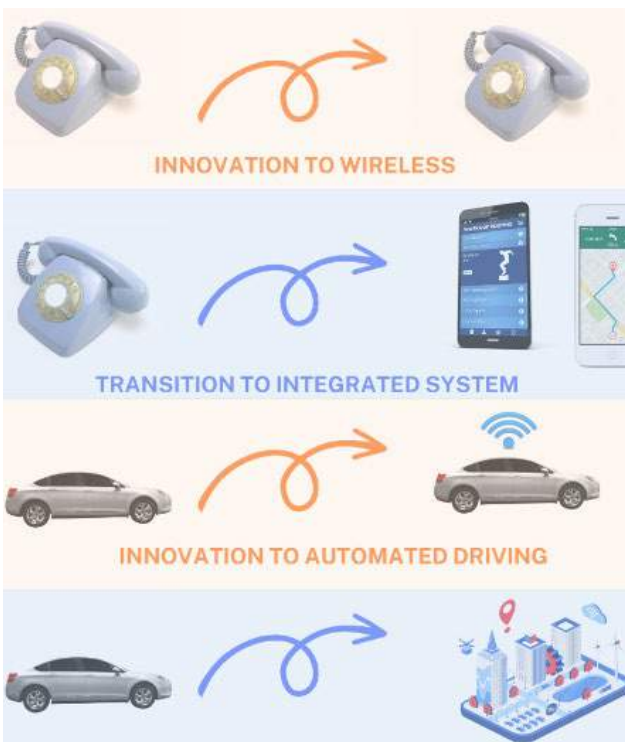 INNOVATION TO WIRELESS
TRANSITION TO INTEGRATED SYSTEM
INNOVATION TO AUTOMATED DRIVING